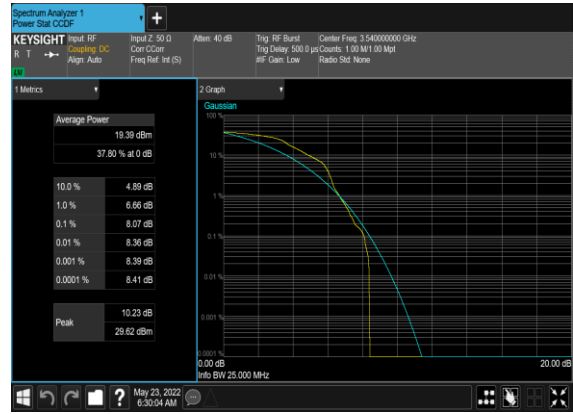 Spectrum Analyzer 1
Power Stat CCDF
KEYSIGHT
R T
LW
Input: RF
Coupling: DC
Align: Auto
Input Z: 50 Ω
Corr CCorr
Freq Ref: Int (S)
Atten: 40 dB
Trig: RF Burst
Trig Delay: 500.0 µs
#IF Gain: Low
Center Freq: 3.540000000 GHz
Counts: 1.00 M/1.00 Mpt
Radio Std: None
1 Metrics
Average Power
19.39 dBm
37.80 % at 0 dB
10.0 % 4.89 dB
1.0 % 6.66 dB
0.1 % 8.07 dB
0.01 % 8.36 dB
0.001 % 8.39 dB
0.0001 % 8.41 dB
Peak
10.23 dB
29.62 dBm
2 Graph
Gaussian
100 %
10 %
1 %
0.1 %
0.01 %
0.001 %
0.0001 %
0.00 dB 20.00 dB
Info BW 25.000 MHz
?
May 23, 2022
6:30:04 AM